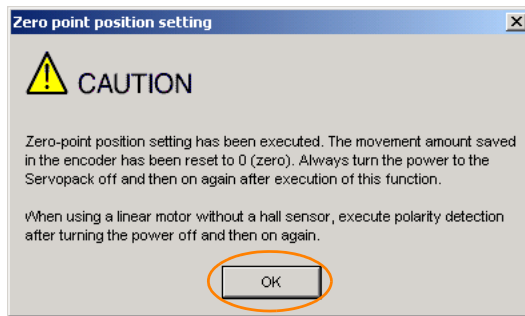 Zero point position setting
CAUTION
Zero-point position setting has been executed. The movement amount saved
in the encoder has been reset to 0 (zero). Always turn the power to the
Servopack off and then on again after execution of this function.
When using a linear motor without a hall sensor, execute polarity detection
after turning the power off and then on again.
OK